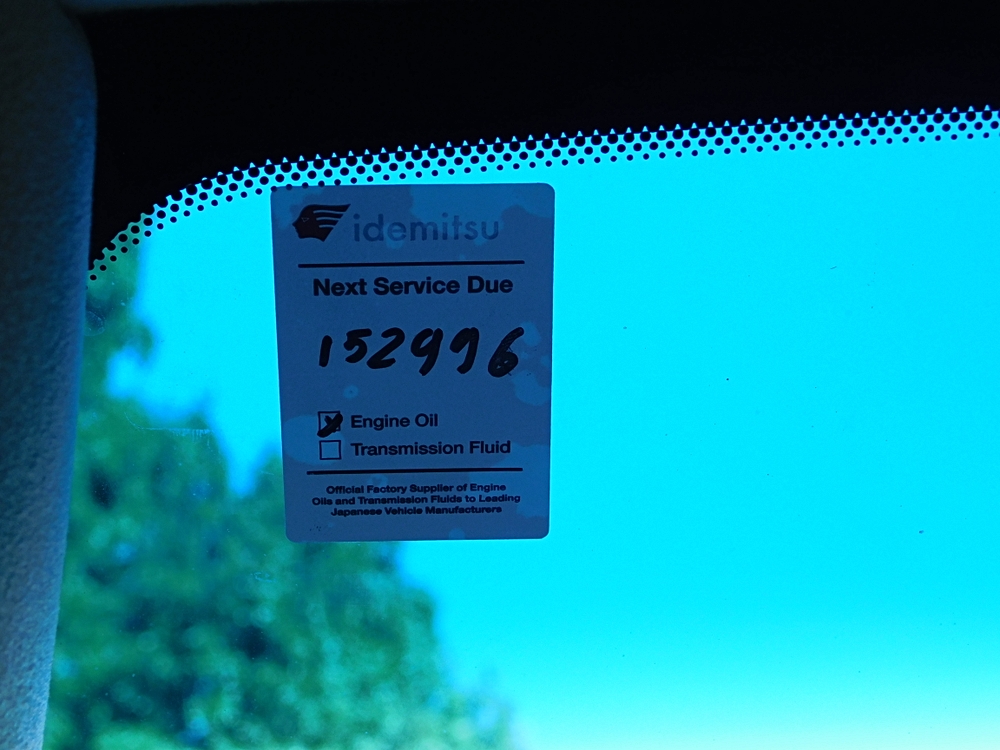 idemitsu
Next Service Due
152996
Engine Oil
Transmission Fluid
Official Factory Supplier of Engine
Oils and Transmission Fluids to Leading
Japanese Vehicle Manufacturers